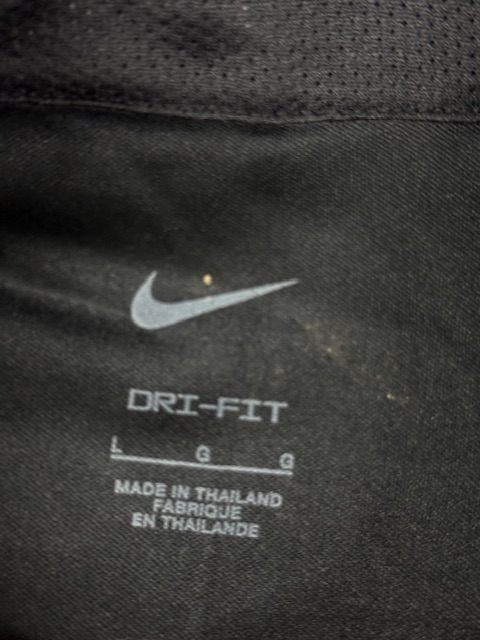 DRI-FIT
L G G
MADE IN THAILAND
FABRIQUE
EN THAILANDE